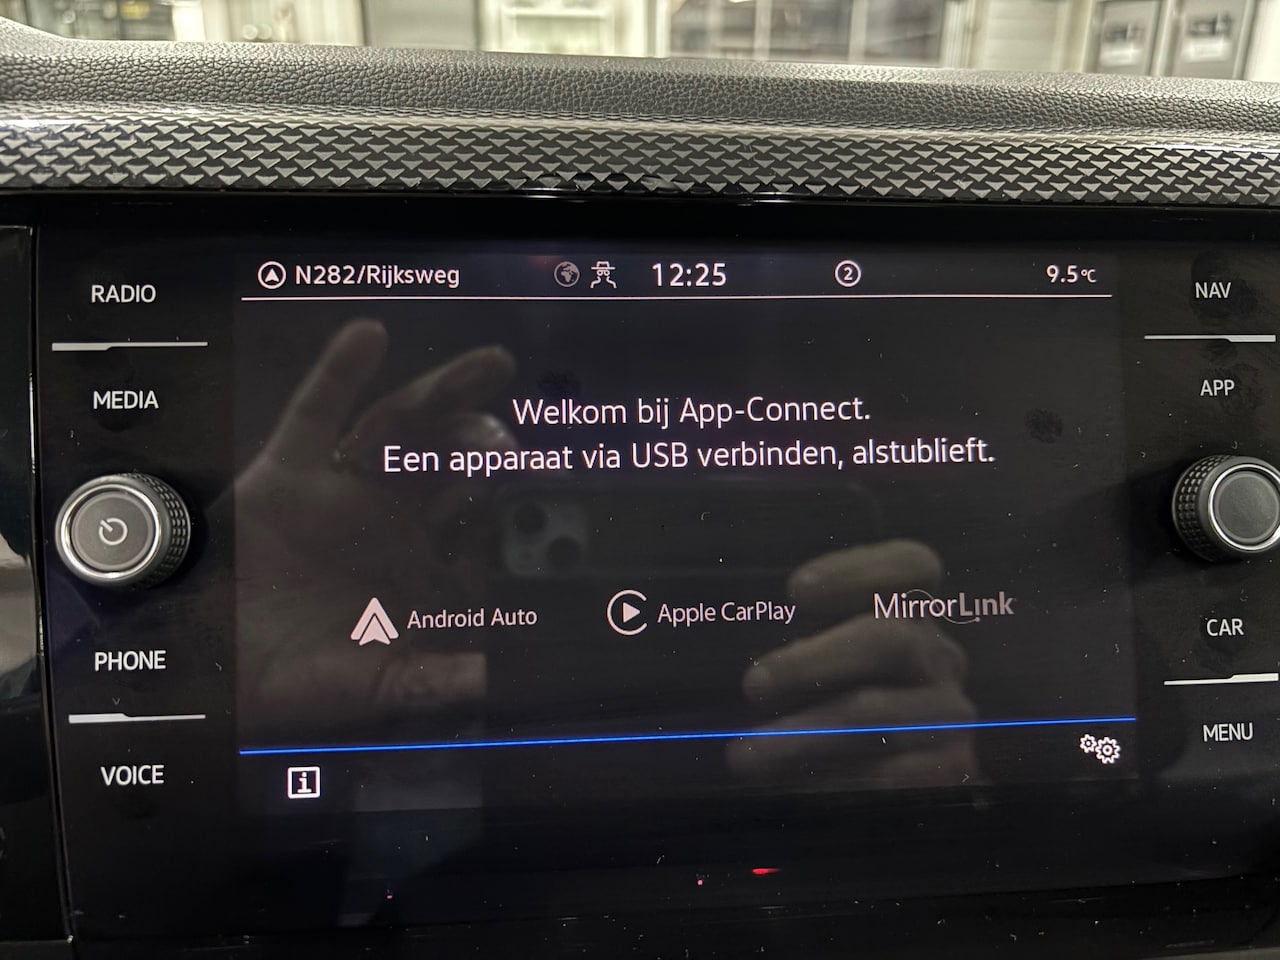 RADIO
MEDIA
PHONE
VOICE
N282/Rijksweg
12:25
2
9.5°C
Welkom bij App-Connect.
Een apparaat via USB verbinden, alstublieft.
Android Auto
Apple CarPlay
MirrorLink
i
NAV
APP
CAR
MENU